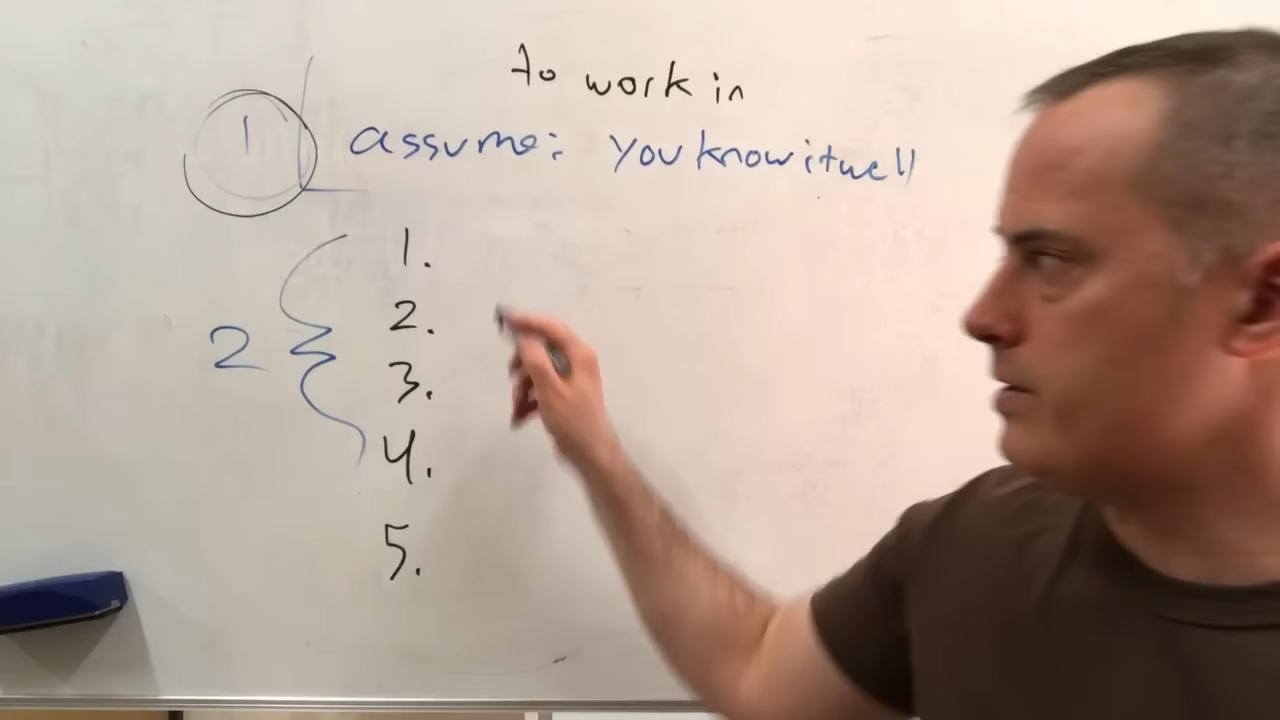 to work in
1 assume: you know it well
1.
2.
2 3.
4.
5.